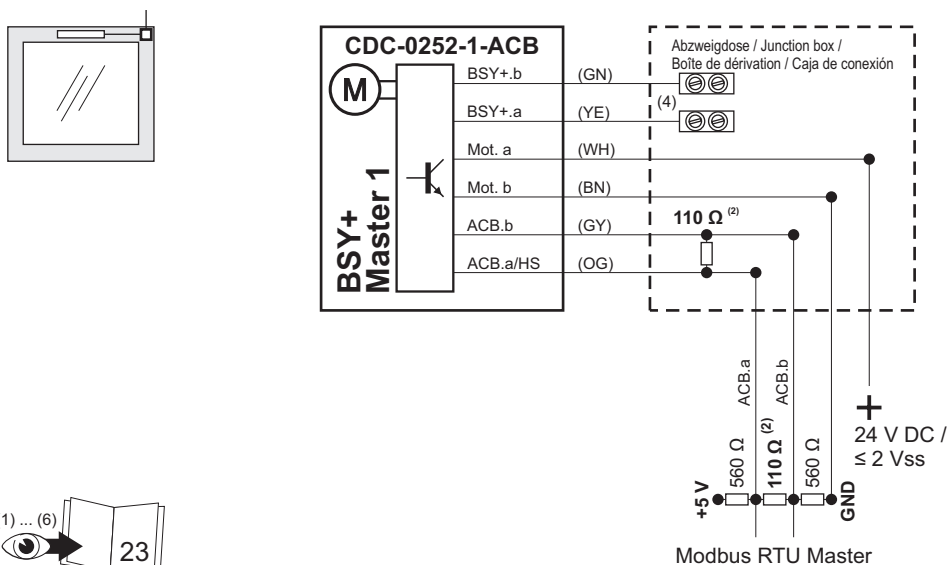 CDC-0252-1-ACB
M
BSY+
Master 1
BSY+.b
(GN)
BSY+.a
(YE)
Mot. a
(WH)
Mot. b
(BN)
ACB.b
(GY)
ACB.a/HS
(OG)
Abzweigdose / Junction box /
Boîte de dérivation / Caja de conexión
(4)
110 Ω (2)
ACB.a
ACB.b
+
24 V DC /
≤ 2 Vss
+5 V
560 Ω
110 Ω (2)
560 Ω
GND
Modbus RTU Master
1) ... (6)
23